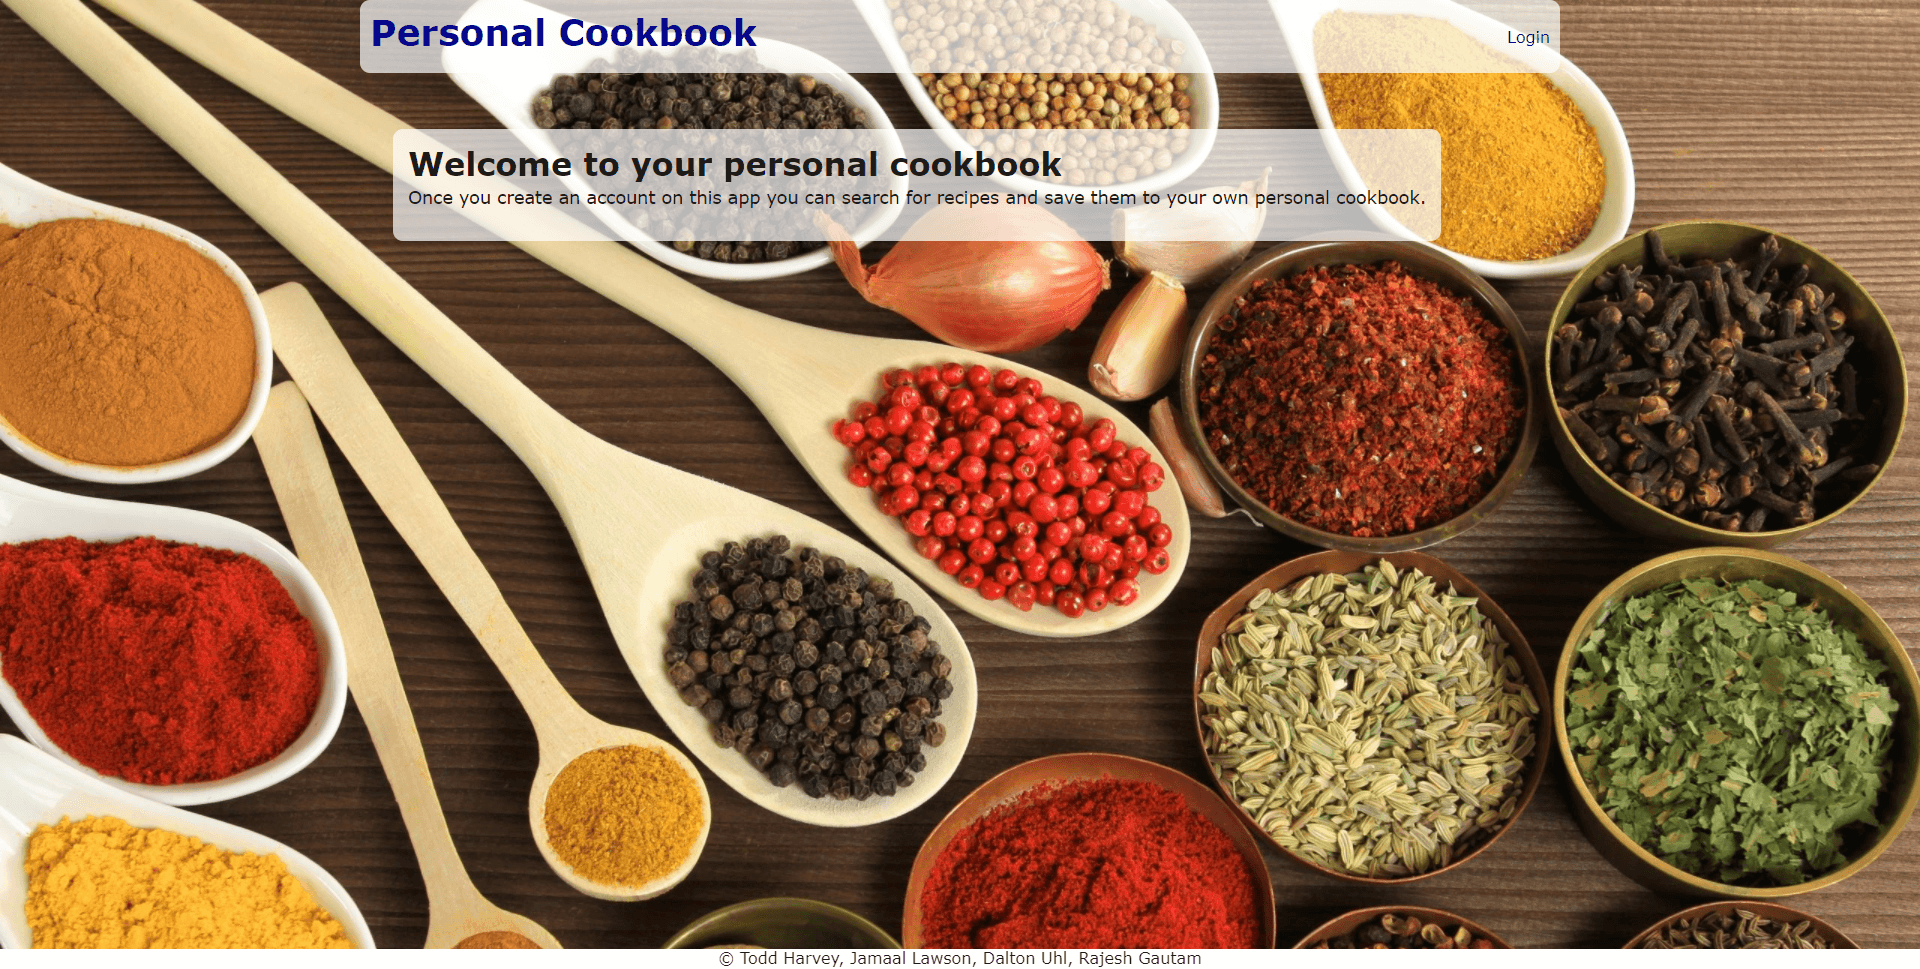 Personal Cookbook
Login
Welcome to your personal cookbook
Once you create an account on this app you can search for recipes and save them to your own personal cookbook.
© Todd Harvey, Jamaal Lawson, Dalton Uhl, Rajesh Gautam